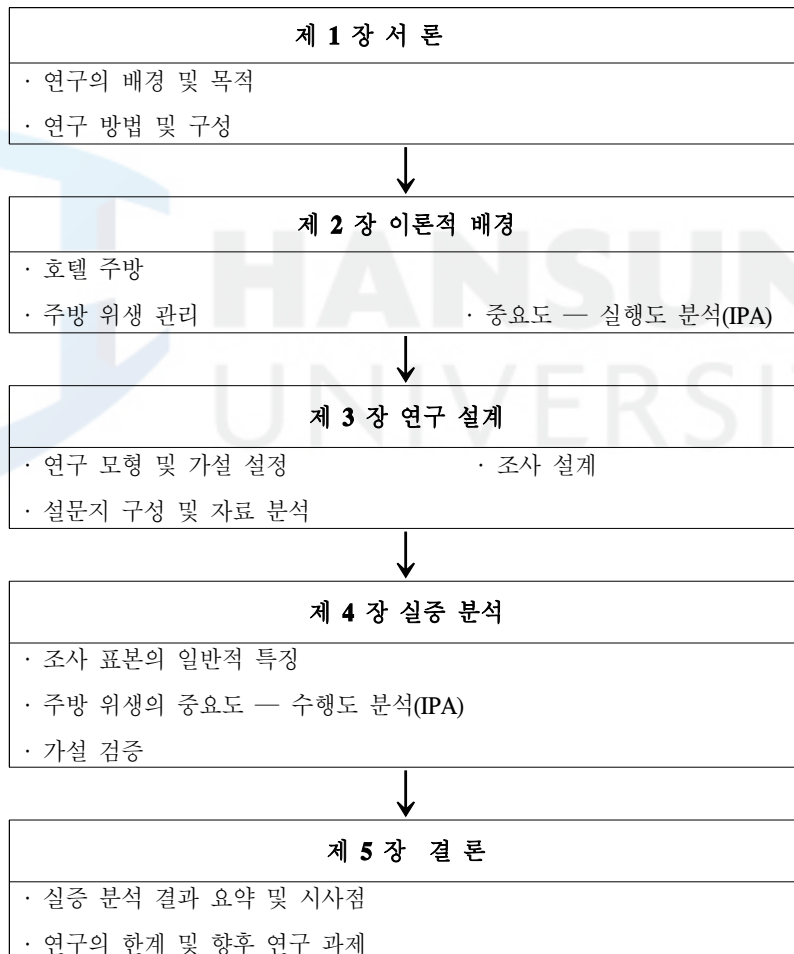 제 1 장 서 론
· 연구의 배경 및 목적
· 연구 방법 및 구성
제 2 장 이론적 배경
· 호텔 주방
· 주방 위생 관리 · 중요도 — 실행도 분석(IPA)
제 3 장 연구 설계
· 연구 모형 및 가설 설정 · 조사 설계
· 설문지 구성 및 자료 분석
제 4 장 실증 분석
· 조사 표본의 일반적 특징
· 주방 위생의 중요도 — 수행도 분석(IPA)
· 가설 검증
제 5 장 결 론
· 실증 분석 결과 요약 및 시사점
· 연구의 한계 및 향후 연구 과제
HANSUN
UNIVERSI